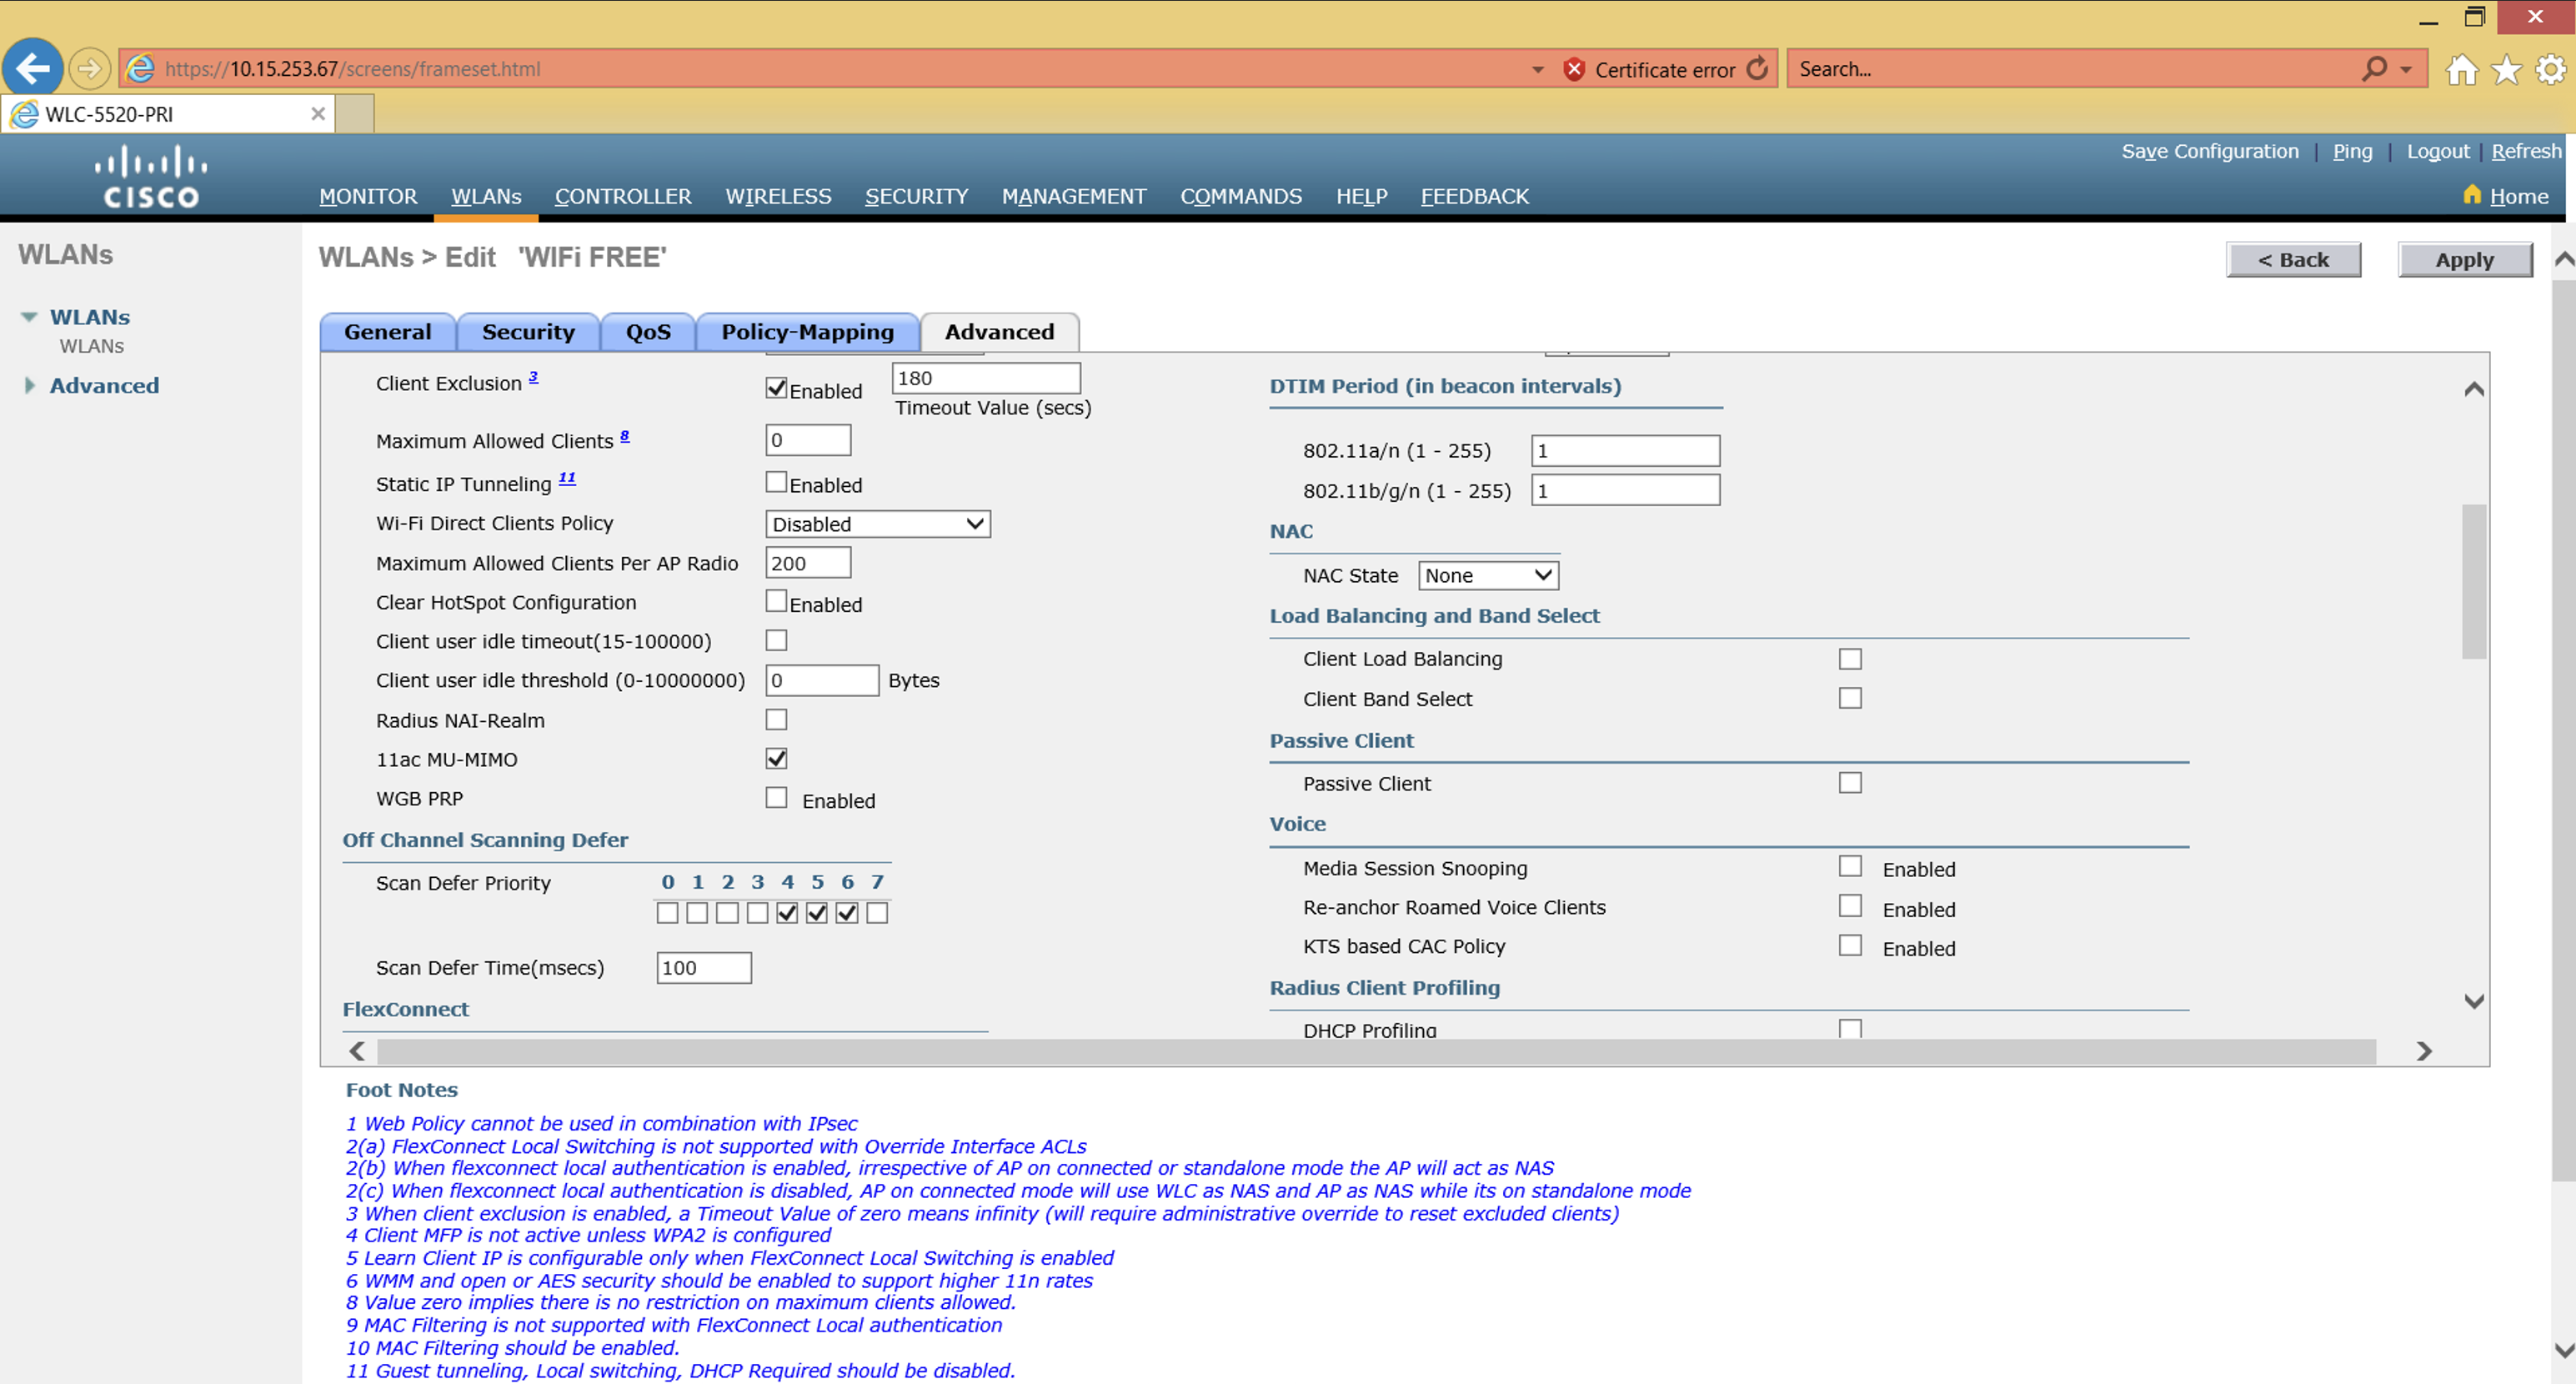 https://10.15.253.67/screens/frameset.html
Certificate error
Search...
WLC-5520-PRI
CISCO
Save Configuration | Ping | Logout | Refresh
MONITOR WLANs CONTROLLER WIRELESS SECURITY MANAGEMENT COMMANDS HELP FEEDBACK
Home
WLANs
WLANs
WLANs
Advanced
WLANs > Edit 'WIFi FREE'
< Back
Apply
General Security QoS Policy-Mapping Advanced
Client Exclusion 3 Enabled 180
Timeout Value (secs)
Maximum Allowed Clients 8 0
Static IP Tunneling 11 Enabled
Wi-Fi Direct Clients Policy Disabled
Maximum Allowed Clients Per AP Radio 200
Clear HotSpot Configuration Enabled
Client user idle timeout(15-100000)
Client user idle threshold (0-10000000) 0 Bytes
Radius NAI-Realm
11ac MU-MIMO
WGB PRP Enabled
Off Channel Scanning Defer
Scan Defer Priority 0 1 2 3 4 5 6 7
Scan Defer Time(msecs) 100
FlexConnect
DTIM Period (in beacon intervals)
802.11a/n (1 - 255) 1
802.11b/g/n (1 - 255) 1
NAC
NAC State None
Load Balancing and Band Select
Client Load Balancing
Client Band Select
Passive Client
Passive Client
Voice
Media Session Snooping Enabled
Re-anchor Roamed Voice Clients Enabled
KTS based CAC Policy Enabled
Radius Client Profiling
DHCP Profiling
Foot Notes
1 Web Policy cannot be used in combination with IPsec
2(a) FlexConnect Local Switching is not supported with Override Interface ACLs
2(b) When flexconnect local authentication is enabled, irrespective of AP on connected or standalone mode the AP will act as NAS
2(c) When flexconnect local authentication is disabled, AP on connected mode will use WLC as NAS and AP as NAS while its on standalone mode
3 When client exclusion is enabled, a Timeout Value of zero means infinity (will require administrative override to reset excluded clients)
4 Client MFP is not active unless WPA2 is configured
5 Learn Client IP is configurable only when FlexConnect Local Switching is enabled
6 WMM and open or AES security should be enabled to support higher 11n rates
8 Value zero implies there is no restriction on maximum clients allowed.
9 MAC Filtering is not supported with FlexConnect Local authentication
10 MAC Filtering should be enabled.
11 Guest tunneling, Local switching, DHCP Required should be disabled.